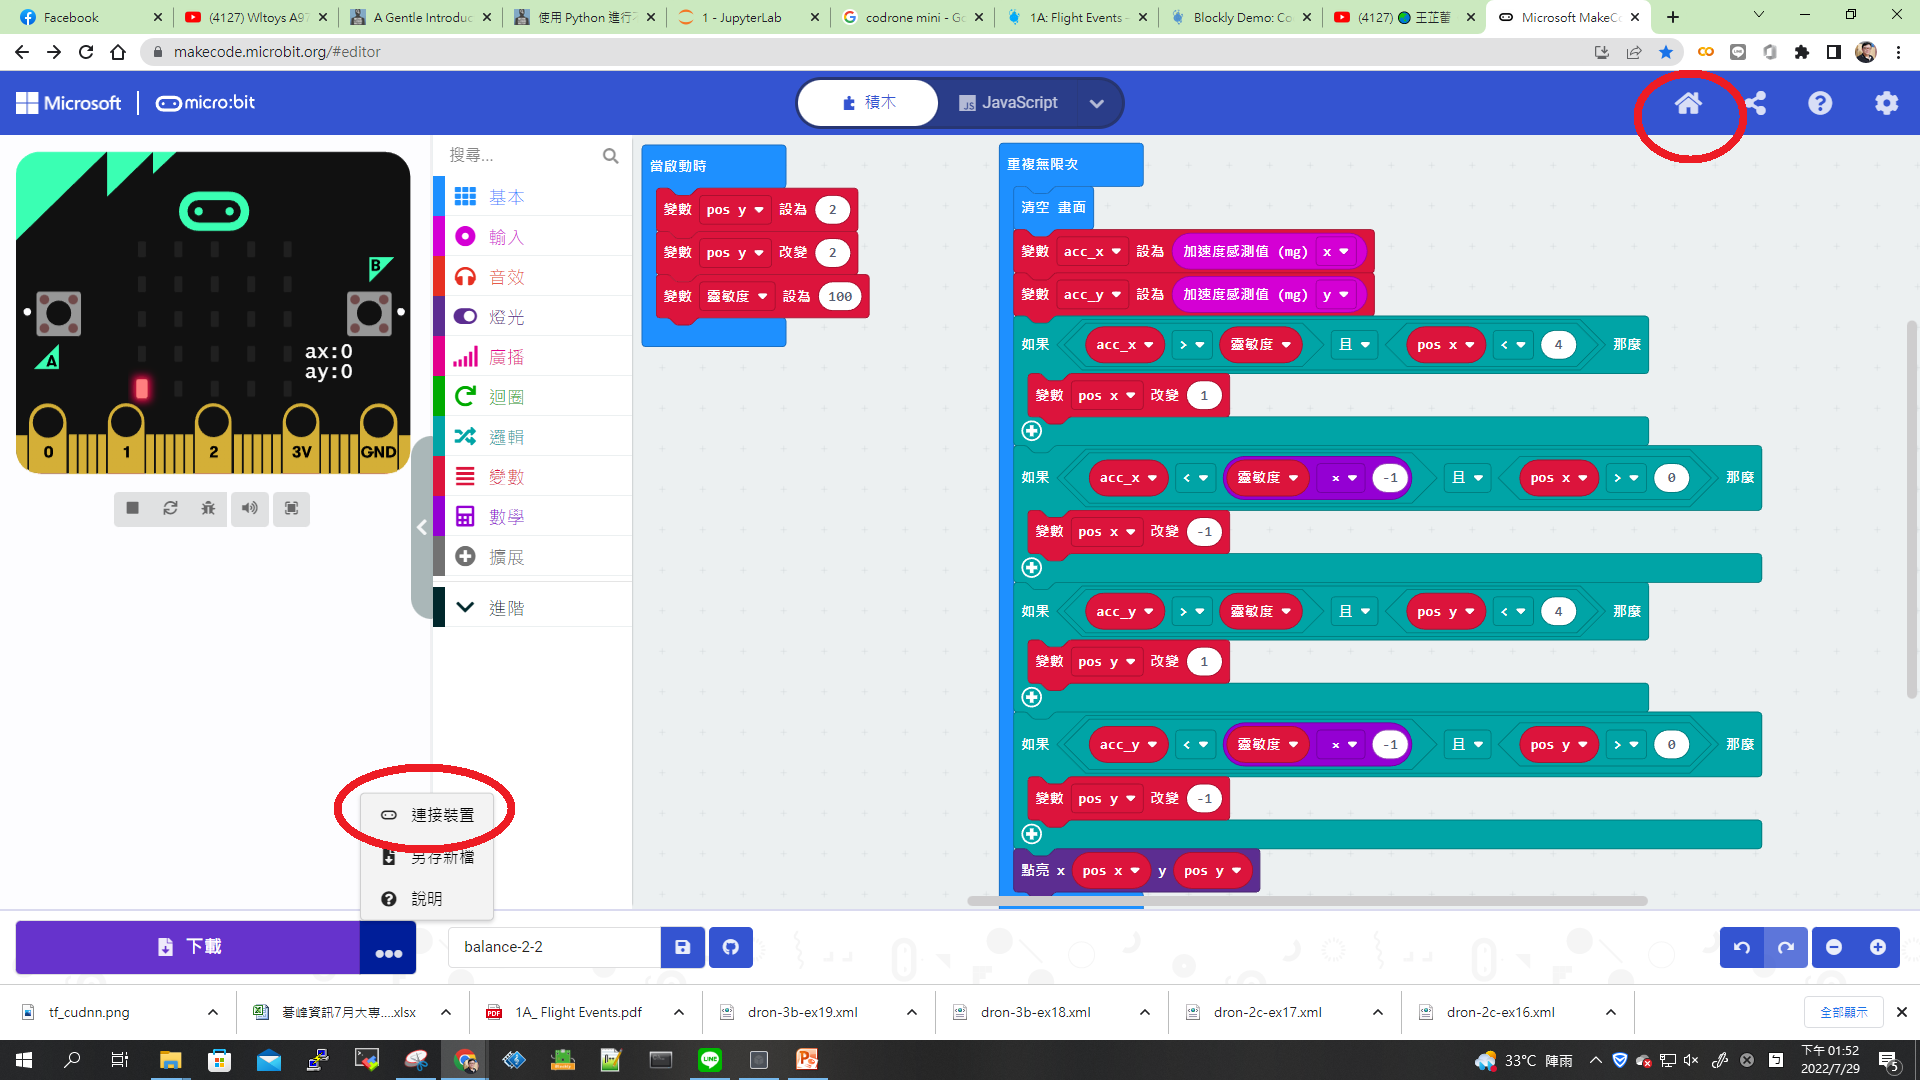 Facebook
(4127) Wltoys A97
A Gentle Introduc
使用 Python 進行
1 - JupyterLab
codrone mini - Go
1A: Flight Events -
Blockly Demo: Co
(4127) 王芷蕾
Microsoft MakeCo
makecode.microbit.org/#editor
Microsoft
micro:bit
積木
JS JavaScript
搜尋...
基本
輸入
音效
燈光
廣播
迴圈
邏輯
變數
數學
擴展
進階
B
A
ax:0
ay:0
0 1 2 3V GND
當啟動時
變數 pos y 設為 2
變數 pos y 改變 2
變數 靈敏度 設為 100
重複無限次
清空 畫面
變數 acc_x 設為 加速度感測值 (mg) x
變數 acc_y 設為 加速度感測值 (mg) y
如果 acc_x > 靈敏度 且 pos x < 4 那麼
變數 pos x 改變 1
如果 acc_x < 靈敏度 × -1 且 pos x > 0 那麼
變數 pos x 改變 -1
如果 acc_y > 靈敏度 且 pos y < 4 那麼
變數 pos y 改變 1
如果 acc_y < 靈敏度 × -1 且 pos y > 0 那麼
變數 pos y 改變 -1
點亮 x pos x y pos y
連接裝置
另存新檔
說明
下載
balance-2-2
tf_cudnn.png
碁峰資訊7月大專....xlsx
1A_ Flight Events.pdf
dron-3b-ex19.xml
dron-3b-ex18.xml
dron-2c-ex17.xml
dron-2c-ex16.xml
全部顯示
33°C 陣雨
下午 01:52
2022/7/29
5